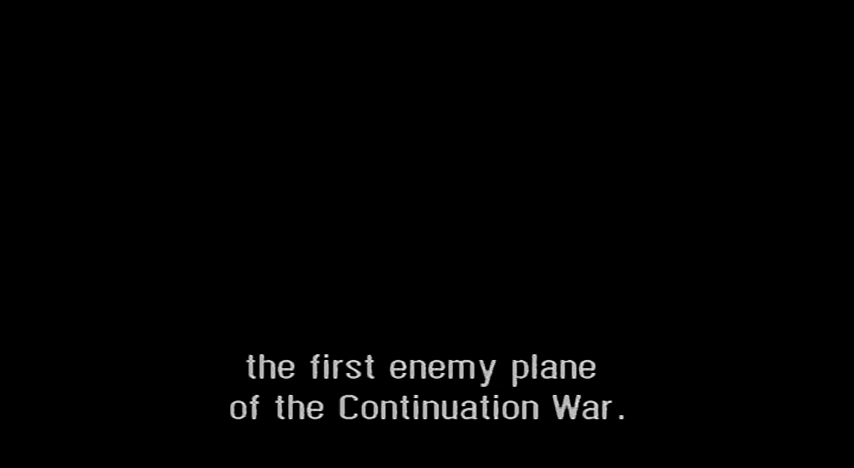 the first enemy plane
of the Continuation War.